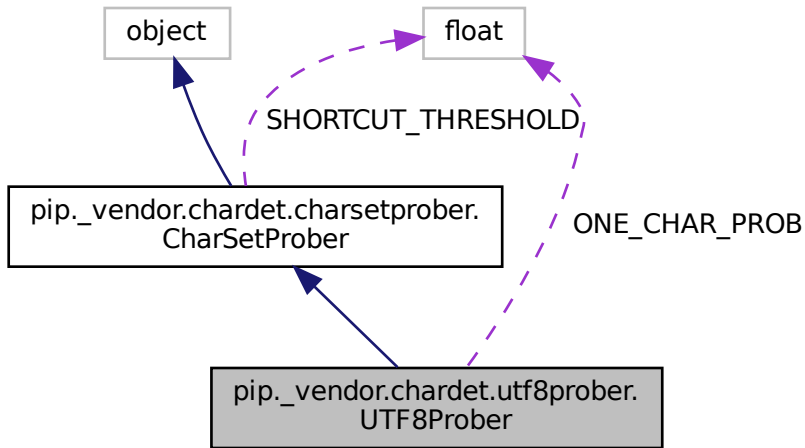 object
float
SHORTCUT_THRESHOLD
pip._vendor.chardet.charsetprober.
CharSetProber
ONE_CHAR_PROB
pip._vendor.chardet.utf8prober.
UTF8Prober